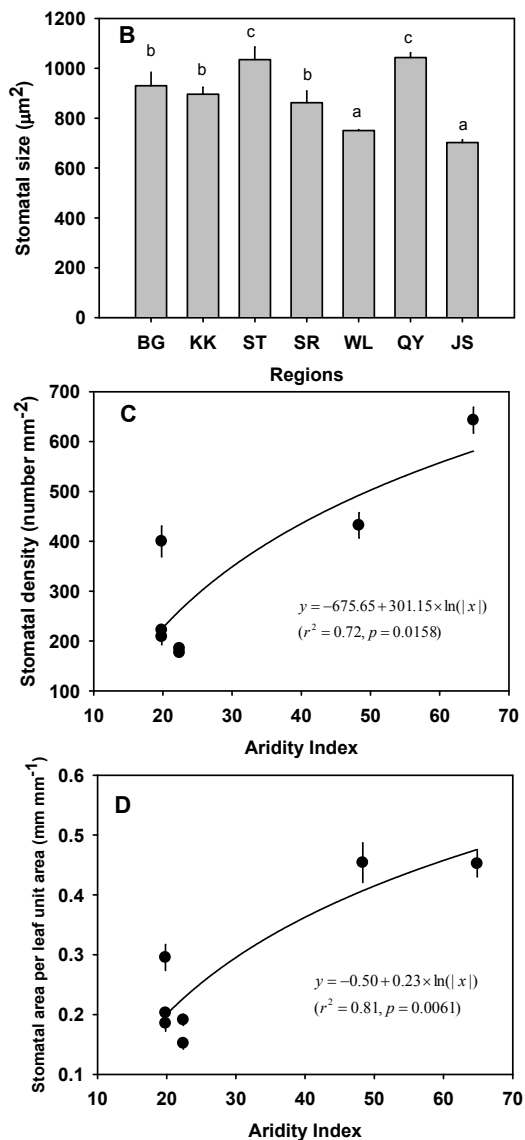 B
Stomatal size (μm²)
1200
1000
800
600
400
200
0
b
b
c
b
a
c
a
BG KK ST SR WL QY JS
Regions
C
Stomatal density (number mm⁻²)
700
600
500
400
300
200
100
y = −675.65 + 301.15 × ln(| x |)
(r² = 0.72, p = 0.0158)
10 20 30 40 50 60 70
Aridity Index
D
Stomatal area per leaf unit area (mm mm⁻¹)
0.6
0.5
0.4
0.3
0.2
0.1
y = −0.50 + 0.23 × ln(| x |)
(r² = 0.81, p = 0.0061)
10 20 30 40 50 60 70
Aridity Index